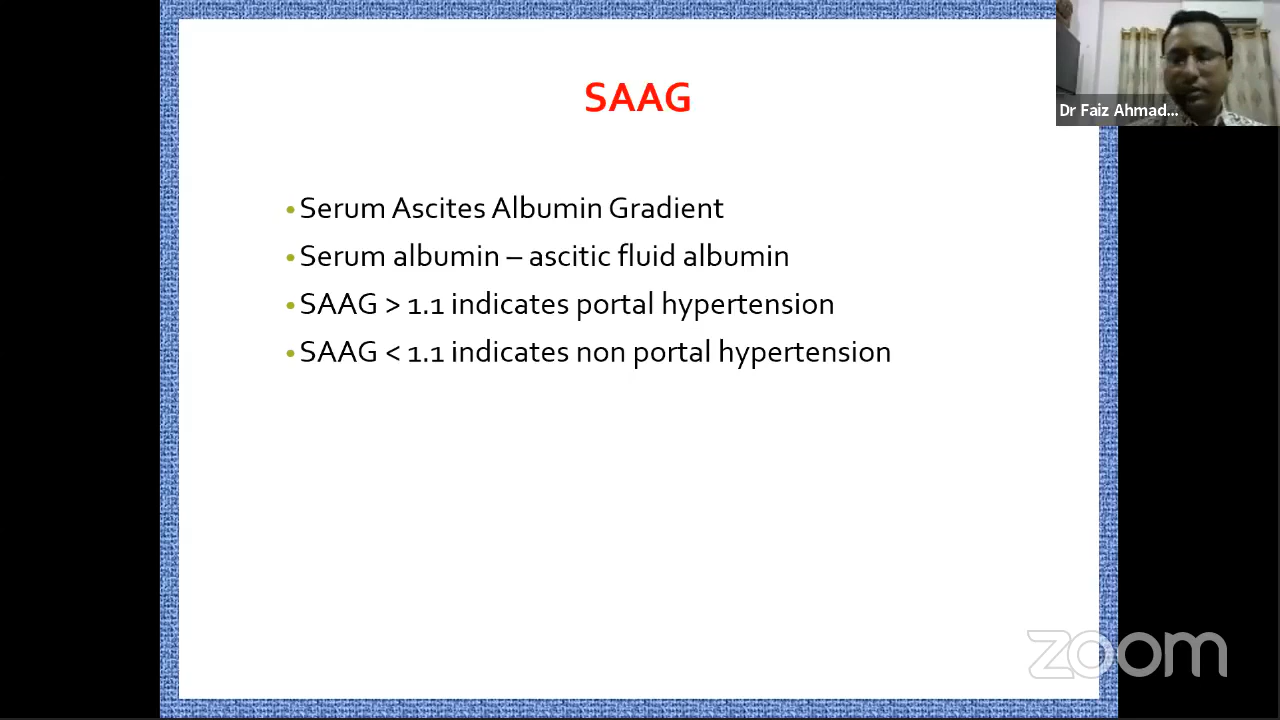 SAAG
• Serum Ascites Albumin Gradient
• Serum albumin – ascitic fluid albumin
• SAAG > 1.1 indicates portal hypertension
• SAAG < 1.1 indicates non portal hypertension
Dr Faiz Ahmad...
zoom